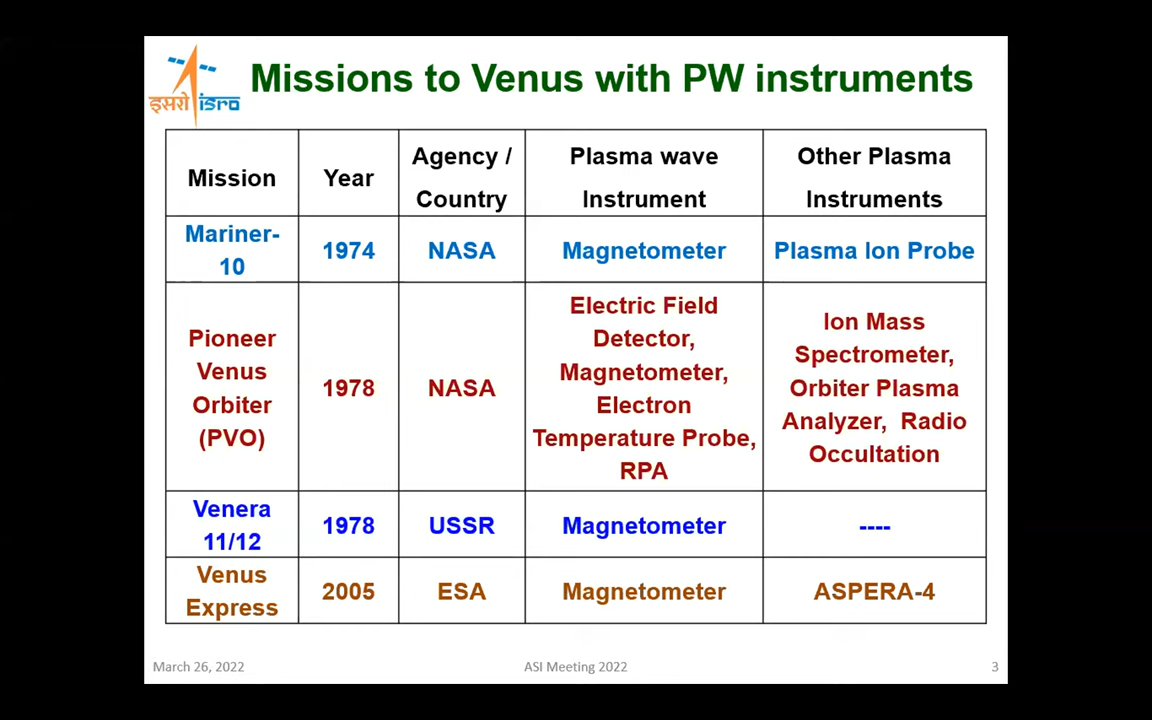 इसरो isro
Missions to Venus with PW instruments
Mission
Year
Agency /
Country
Plasma wave
Instrument
Other Plasma
Instruments
Mariner-
10
1974
NASA
Magnetometer
Plasma Ion Probe
Pioneer
Venus
Orbiter
(PVO)
1978
NASA
Electric Field
Detector,
Magnetometer,
Electron
Temperature Probe,
RPA
Ion Mass
Spectrometer,
Orbiter Plasma
Analyzer, Radio
Occultation
Venera
11/12
1978
USSR
Magnetometer
----
Venus
Express
2005
ESA
Magnetometer
ASPERA-4
March 26, 2022
ASI Meeting 2022
3